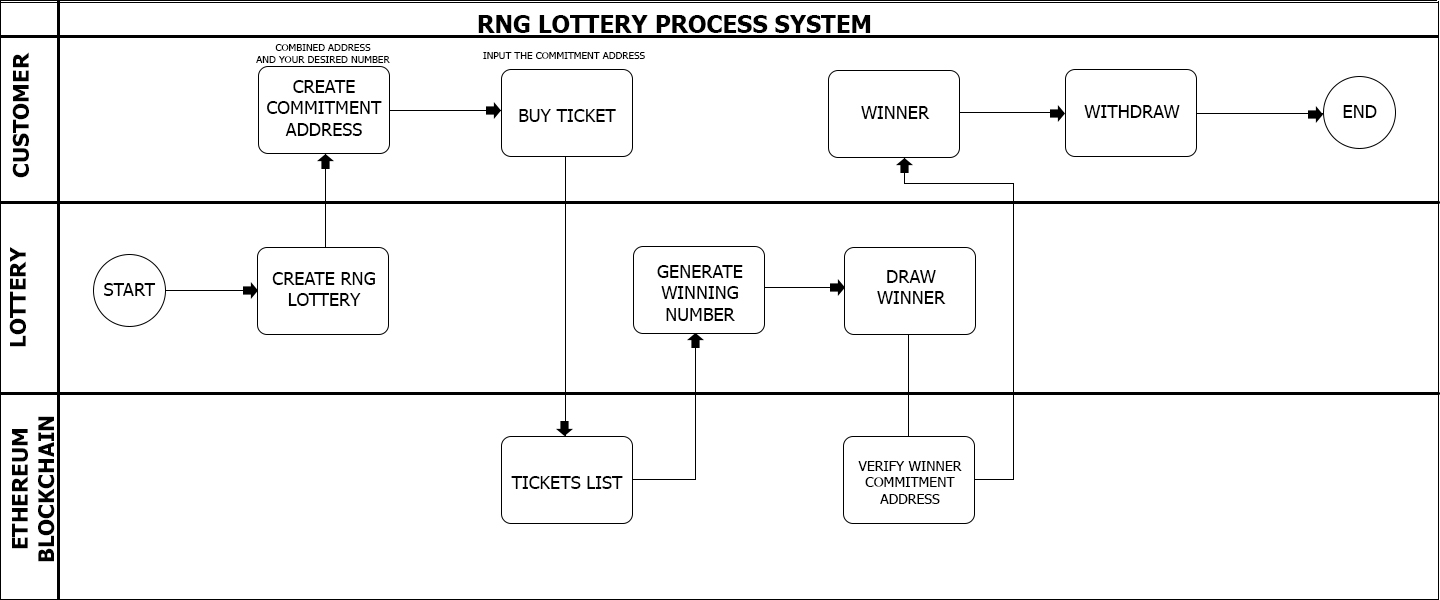 RNG LOTTERY PROCESS SYSTEM
CUSTOMER
COMBINED ADDRESS
AND YOUR DESIRED NUMBER
CREATE
COMMITMENT
ADDRESS
INPUT THE COMMITMENT ADDRESS
BUY TICKET
WINNER
WITHDRAW
END
LOTTERY
START
CREATE RNG
LOTTERY
GENERATE
WINNING
NUMBER
DRAW
WINNER
ETHEREUM
BLOCKCHAIN
TICKETS LIST
VERIFY WINNER
COMMITMENT
ADDRESS